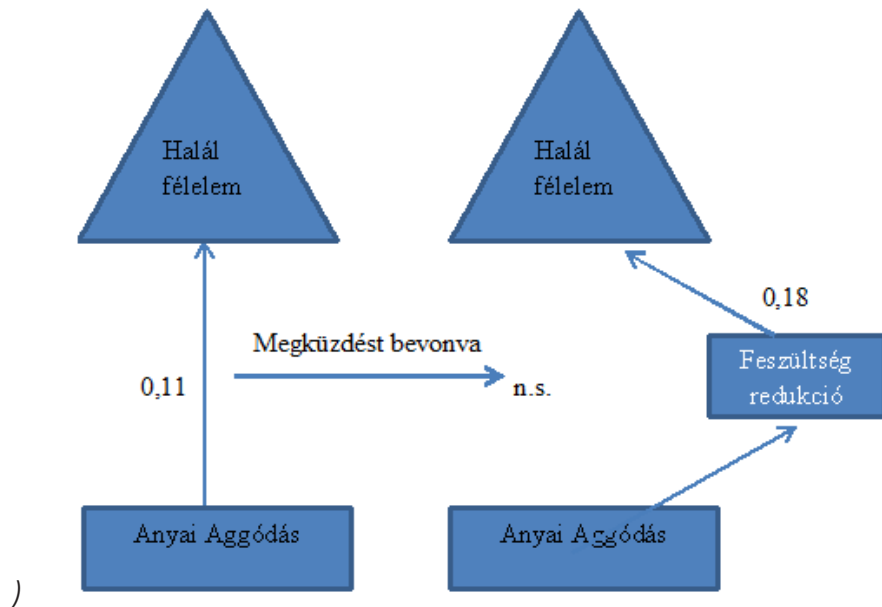 Halál
félelem
Halál
félelem
0,18
Megküzdést bevonva
Feszültség
redukció
0,11
n.s.
Anyai Aggódás
Anyai Aggódás
)